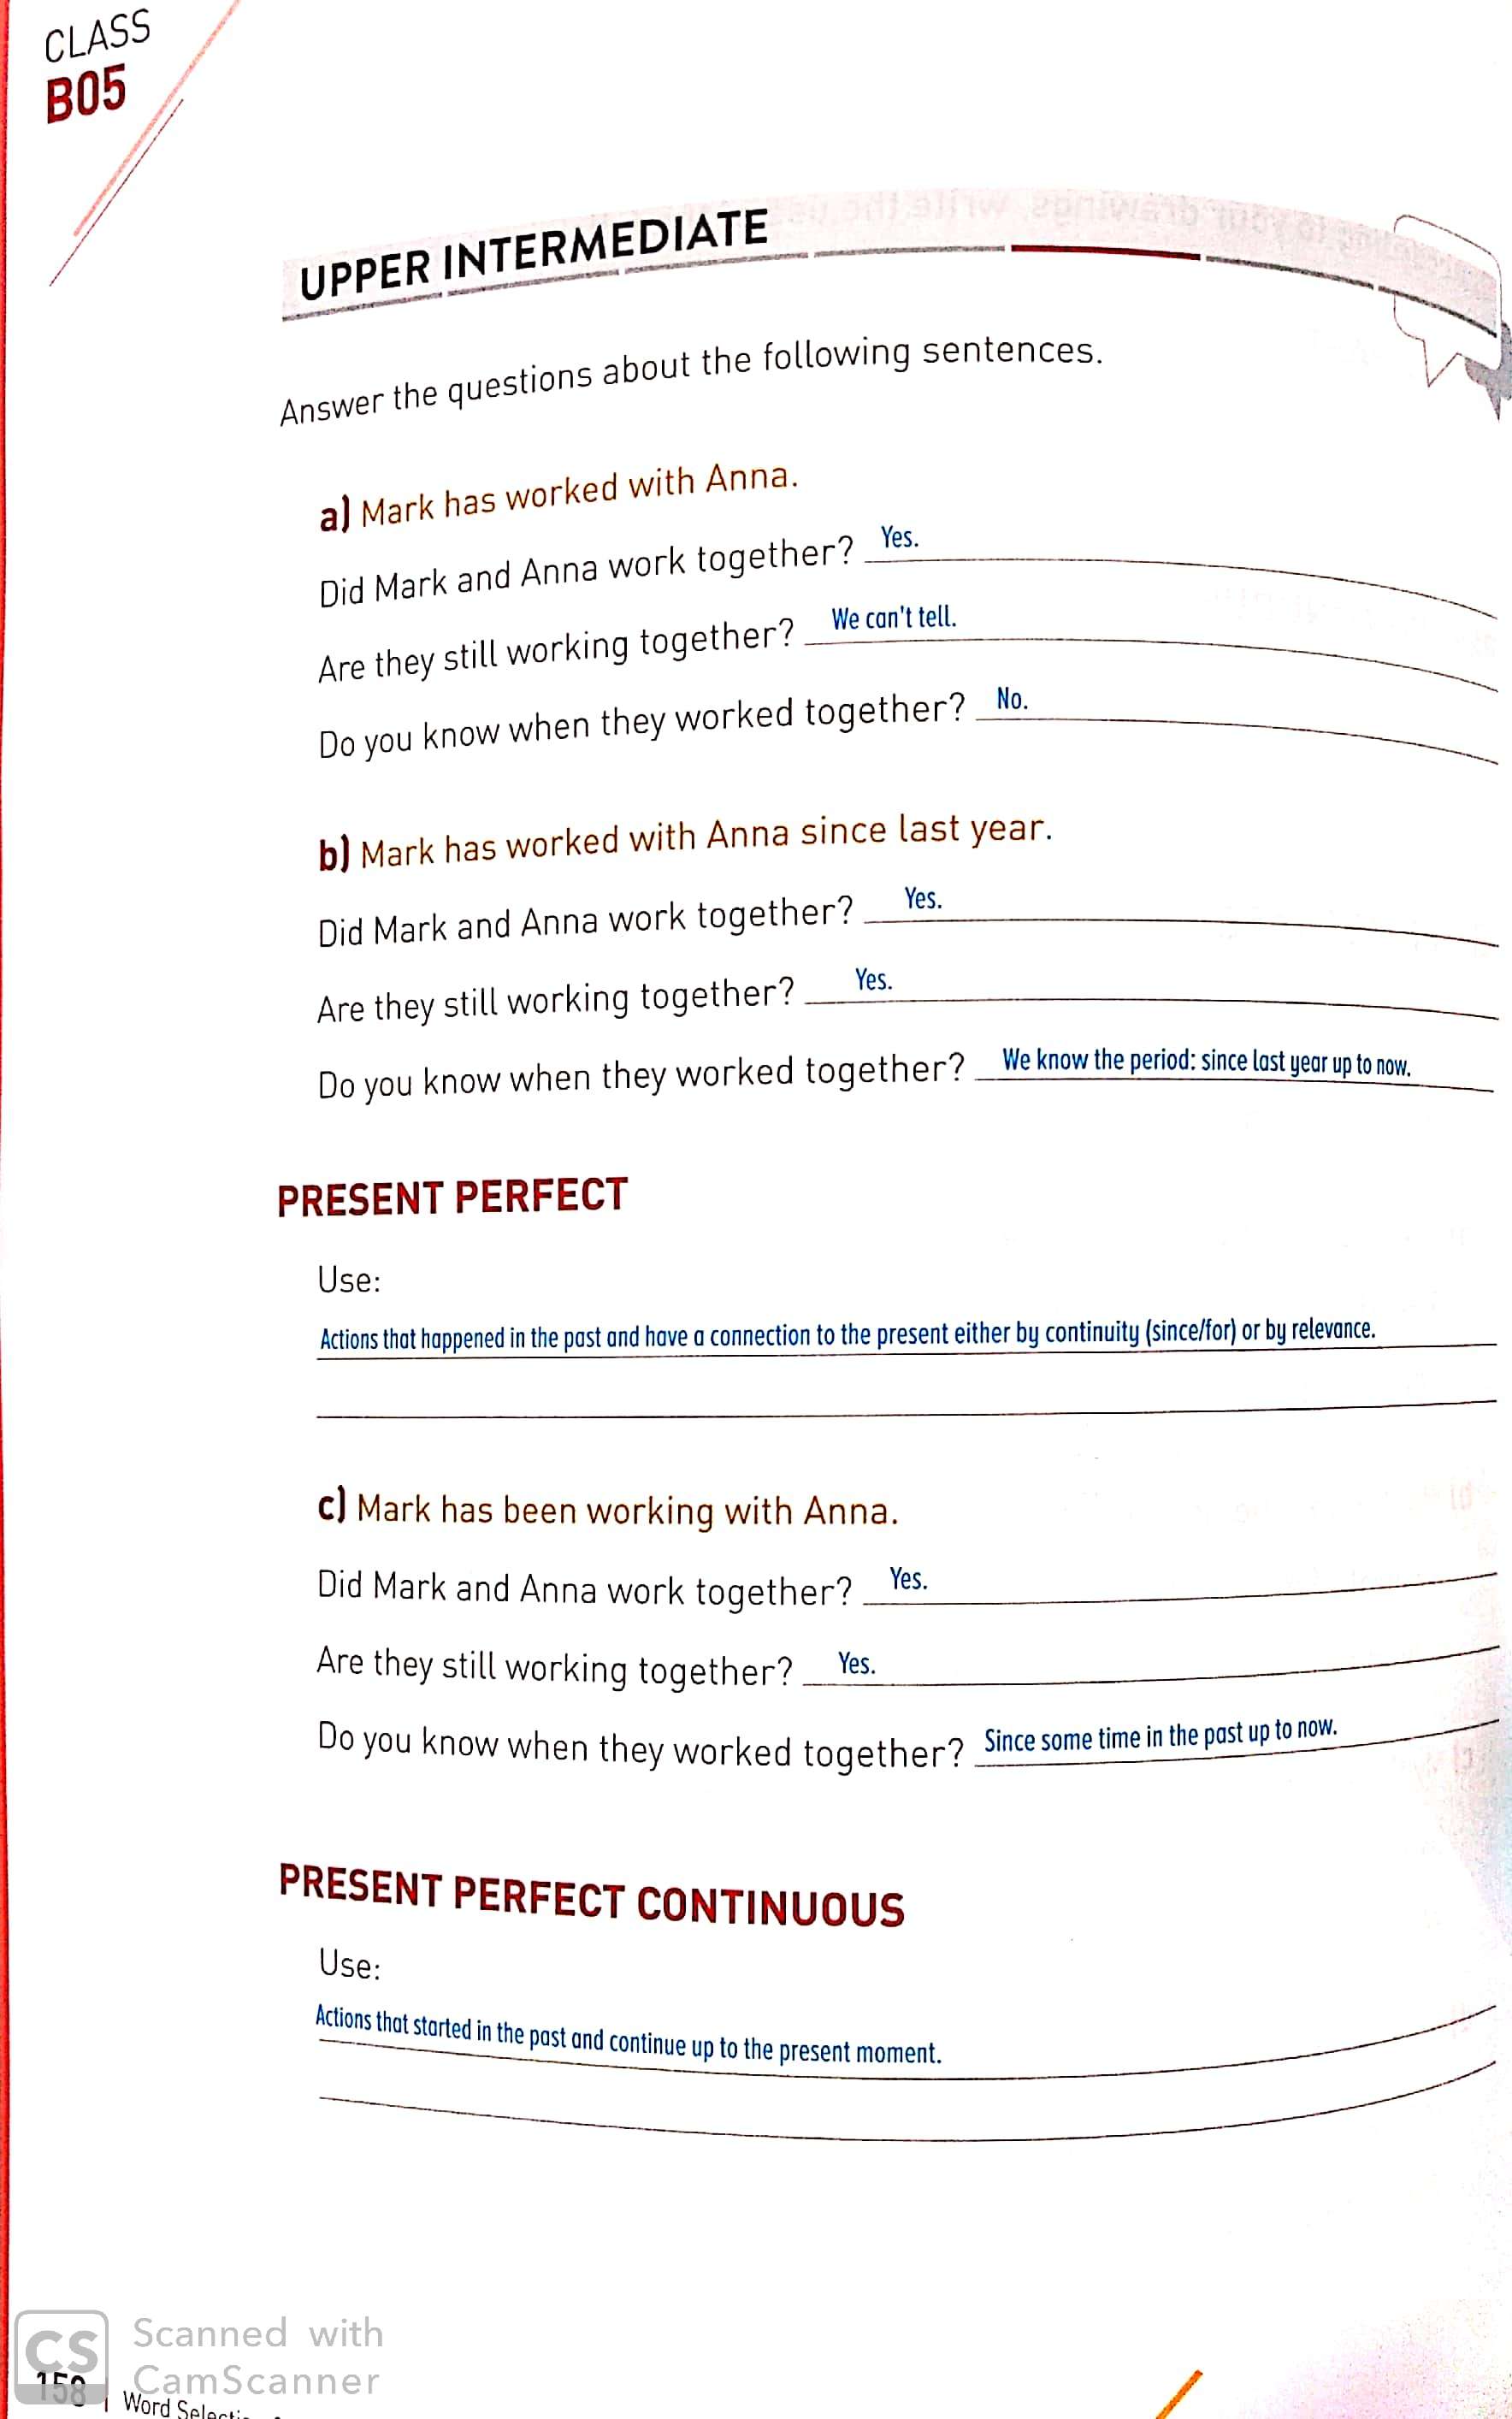 CLASS
B05
UPPER INTERMEDIATE
Answer the questions about the following sentences.
a) Mark has worked with Anna.
Did Mark and Anna work together? Yes.
Are they still working together? We can't tell.
Do you know when they worked together? No.
b) Mark has worked with Anna since last year.
Did Mark and Anna work together? Yes.
Are they still working together? Yes.
Do you know when they worked together? We know the period: since last year up to now.
PRESENT PERFECT
Use:
Actions that happened in the past and have a connection to the present either by continuity (since/for) or by relevance.
c) Mark has been working with Anna.
Did Mark and Anna work together? Yes.
Are they still working together? Yes.
Do you know when they worked together? Since some time in the past up to now.
PRESENT PERFECT CONTINUOUS
Use:
Actions that started in the past and continue up to the present moment.
CS Scanned with
CamScanner
158 | Word